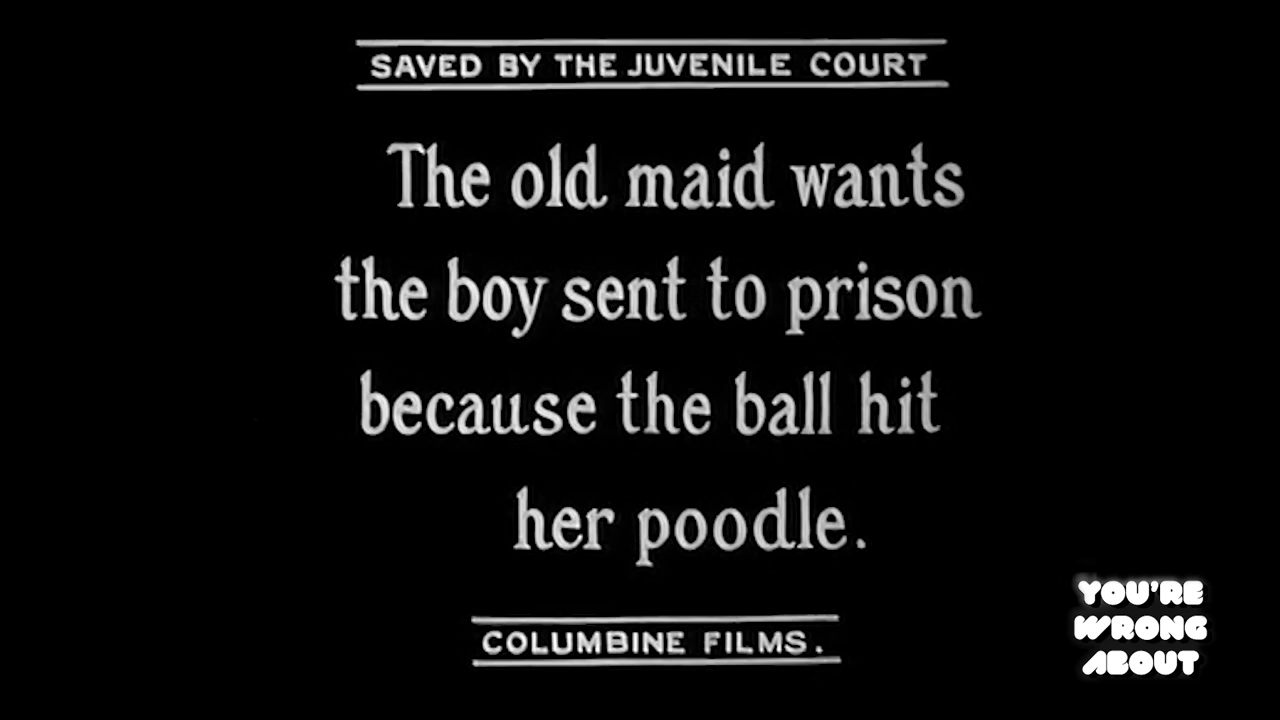 SAVED BY THE JUVENILE COURT
The old maid wants
the boy sent to prison
because the ball hit
her poodle.
COLUMBINE FILMS.
YOU'RE
WRONG
ABOUT